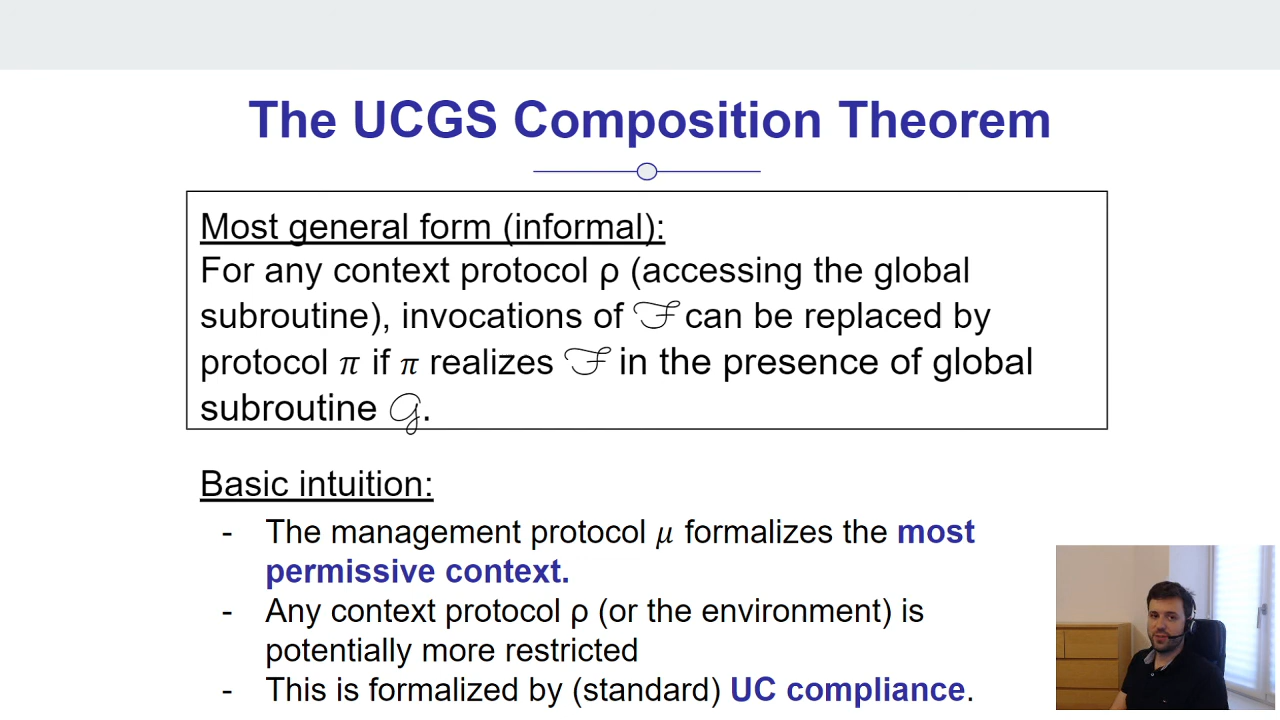 The UCGS Composition Theorem
Most general form (informal):
For any context protocol ρ (accessing the global
subroutine), invocations of ℱ can be replaced by
protocol 𝜋 if 𝜋 realizes ℱ in the presence of global
subroutine 𝒢.
Basic intuition:
- The management protocol 𝜇 formalizes the most
permissive context.
- Any context protocol ρ (or the environment) is
potentially more restricted
- This is formalized by (standard) UC compliance.